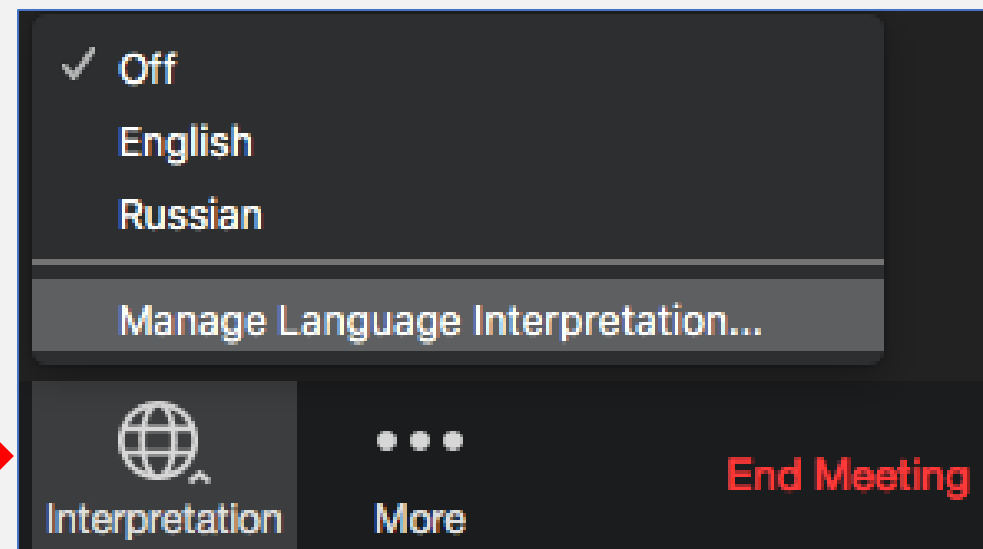 Off
English
Russian
Manage Language Interpretation...
Interpretation
More
End Meeting